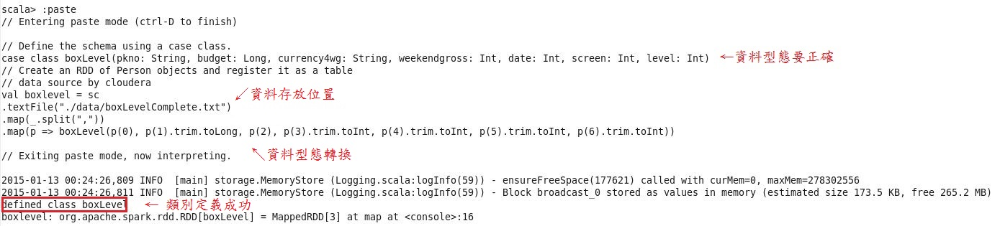 scala> :paste
// Entering paste mode (ctrl-D to finish)
// Define the schema using a case class.
case class boxLevel(pkno: String, budget: Long, currency4wg: String, weekendgross: Int, date: Int, screen: Int, level: Int) ←資料型態要正確
// Create an RDD of Person objects and register it as a table
// data source by cloudera
val boxlevel = sc ↙資料存放位置
.textFile("./data/boxLevelComplete.txt")
.map(_.split(","))
.map(p => boxLevel(p(0), p(1).trim.toLong, p(2), p(3).trim.toInt, p(4).trim.toInt, p(5).trim.toInt, p(6).trim.toInt))
// Exiting paste mode, now interpreting. ↖資料型態轉換
2015-01-13 00:24:26,809 INFO  [main] storage.MemoryStore (Logging.scala:logInfo(59)) - ensureFreeSpace(177621) called with curMem=0, maxMem=278302556
2015-01-13 00:24:26,811 INFO  [main] storage.MemoryStore (Logging.scala:logInfo(59)) - Block broadcast_0 stored as values in memory (estimated size 173.5 KB, free 265.2 MB)
defined class boxLevel ← 類別定義成功
boxlevel: org.apache.spark.rdd.RDD[boxLevel] = MappedRDD[3] at map at <console>:16